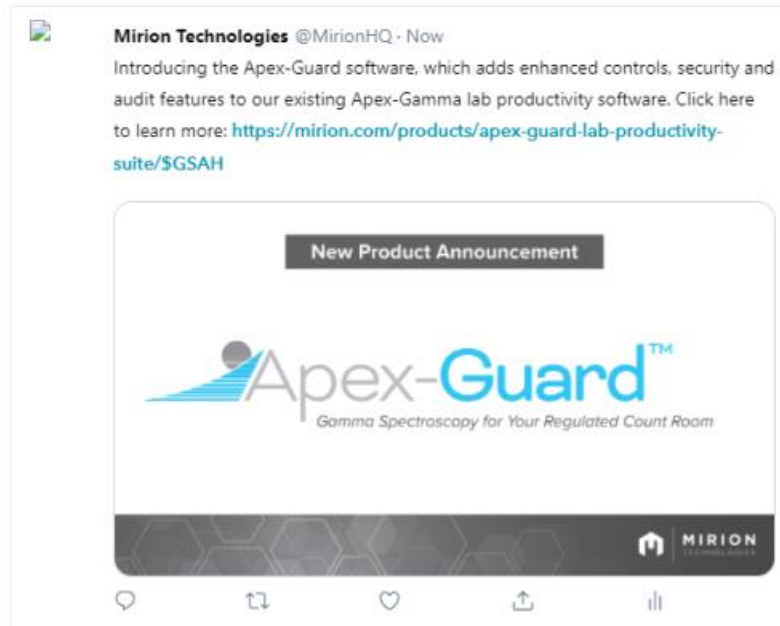 Mirion Technologies @MirionHQ · Now
Introducing the Apex-Guard software, which adds enhanced controls, security and
audit features to our existing Apex-Gamma lab productivity software. Click here
to learn more: https://mirion.com/products/apex-guard-lab-productivity-
suite/$GSAH
New Product Announcement
Apex-Guard™
Gamma Spectroscopy for Your Regulated Count Room
MIRION
TECHNOLOGIES